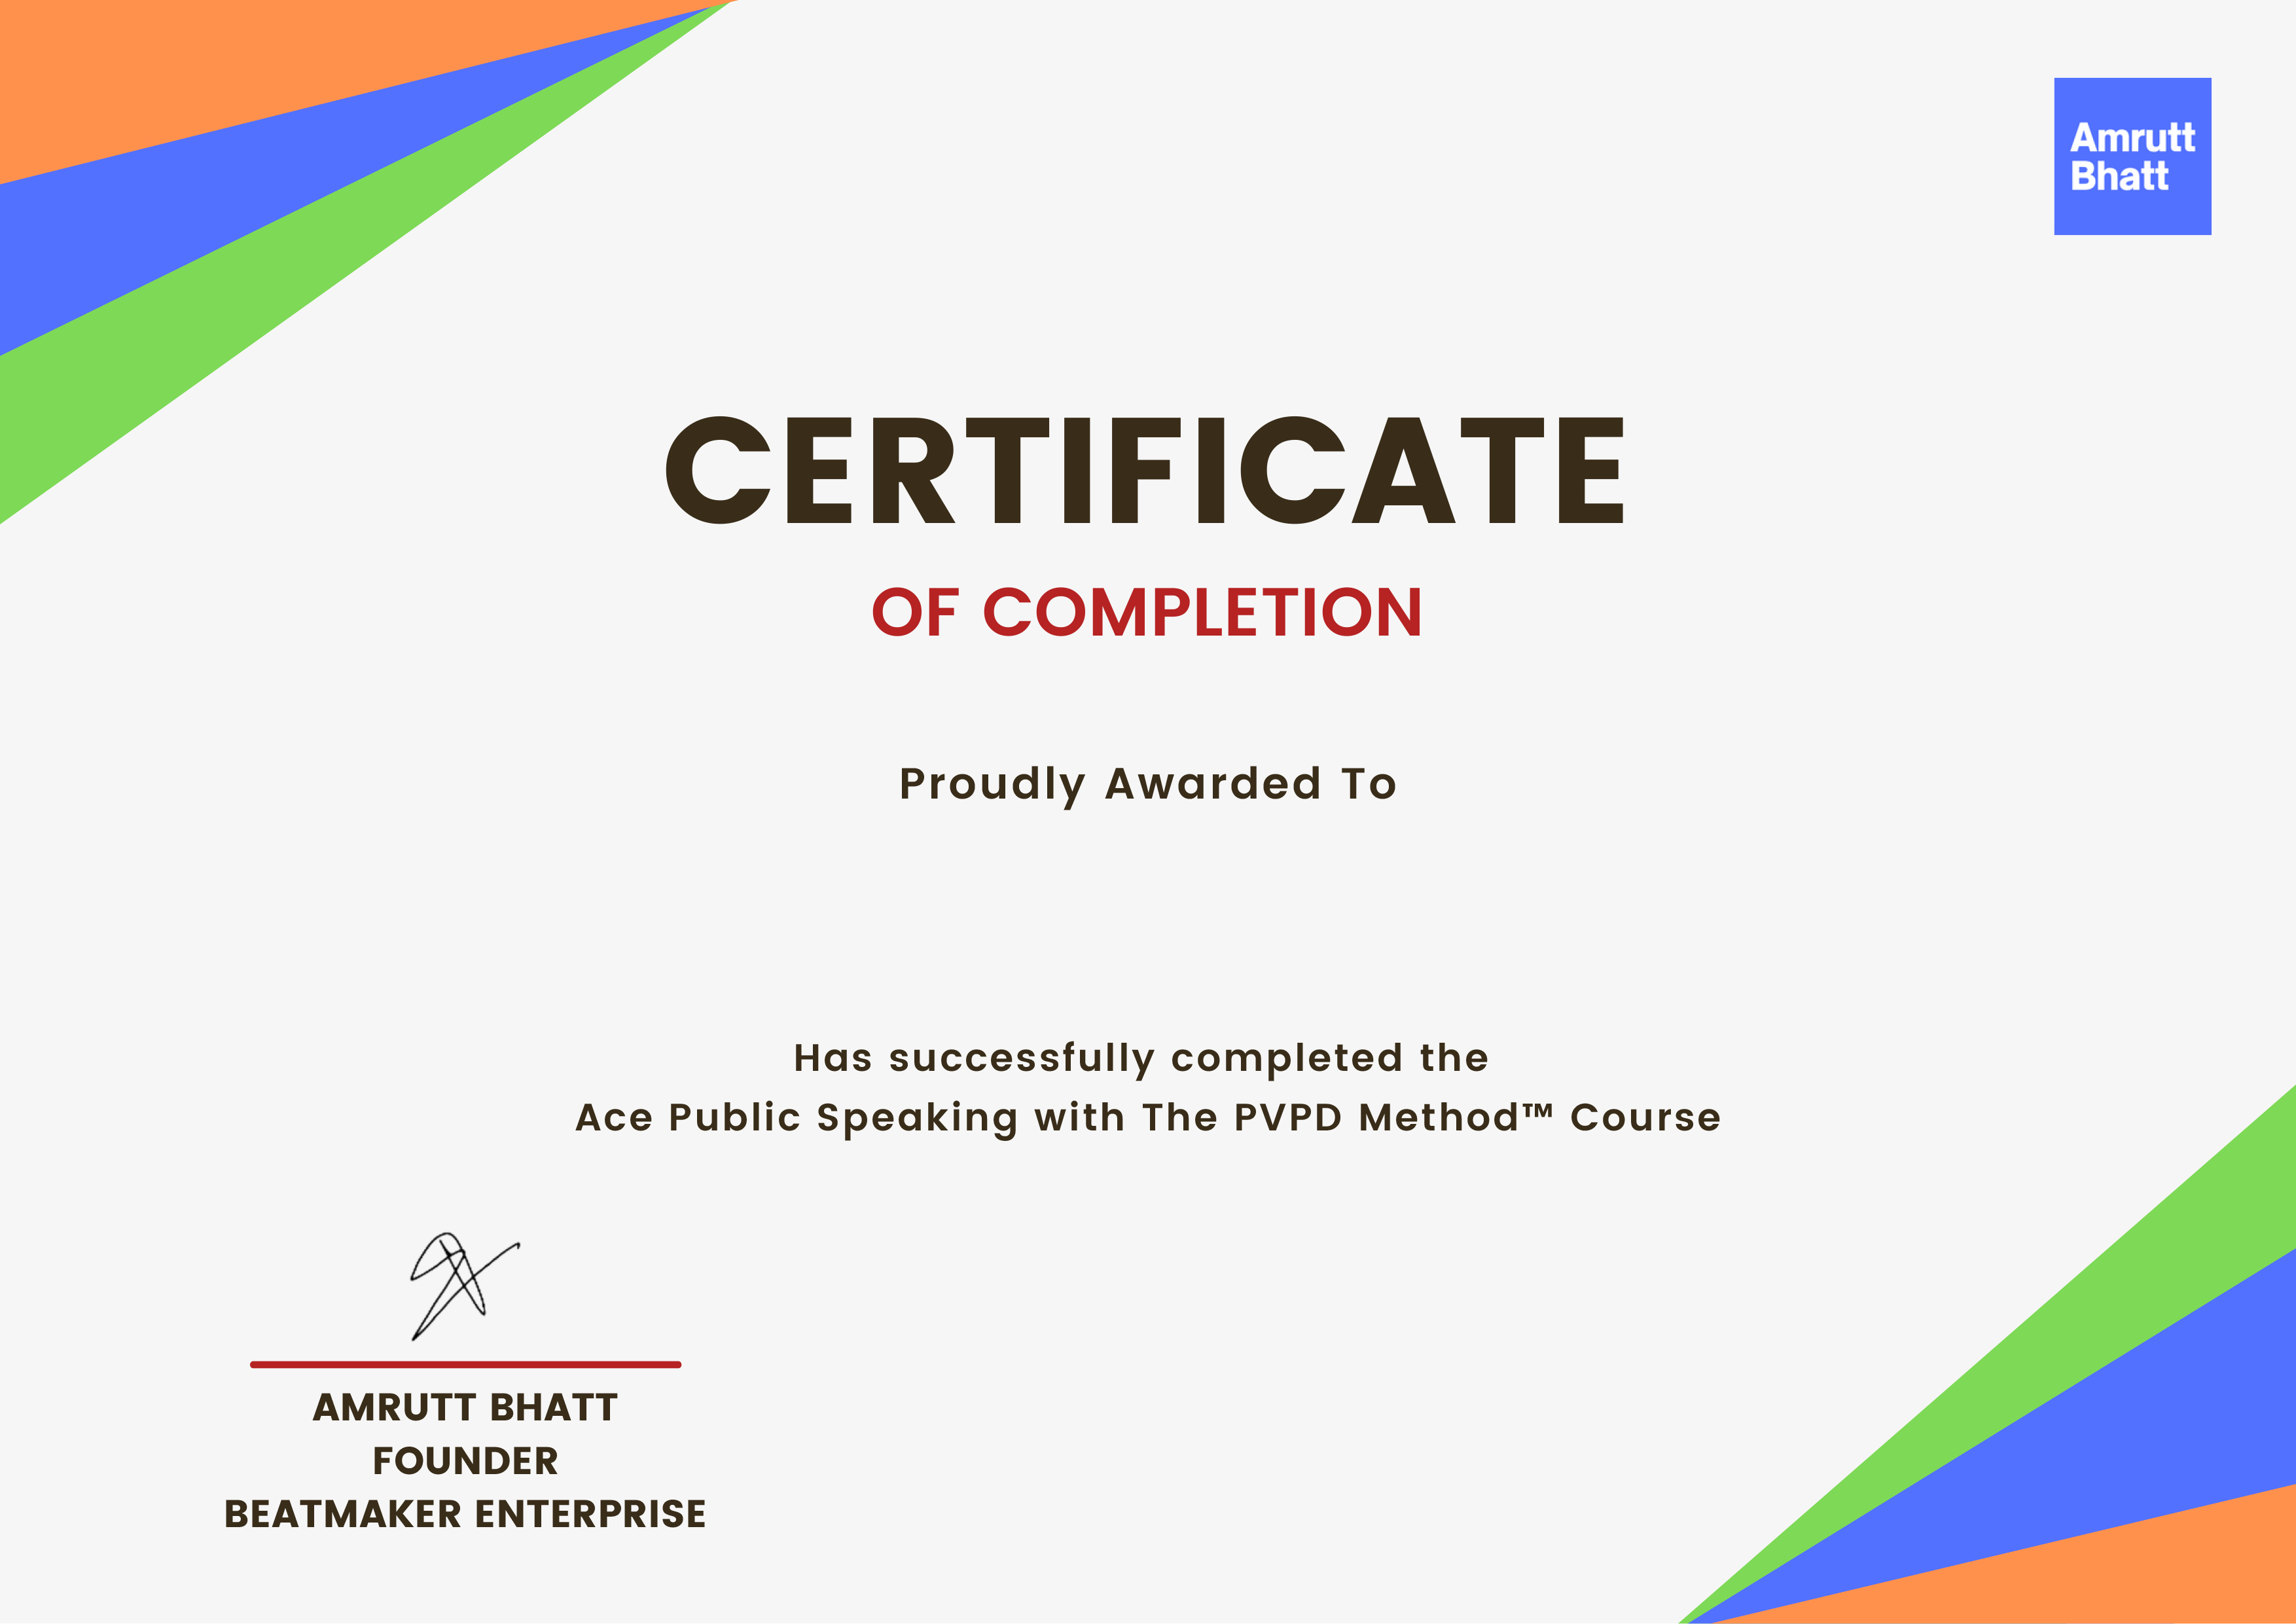 Amrutt
Bhatt
CERTIFICATE
OF COMPLETION
Proudly Awarded To
Has successfully completed the
Ace Public Speaking with The PVPD Method™ Course
AMRUTT BHATT
FOUNDER
BEATMAKER ENTERPRISE